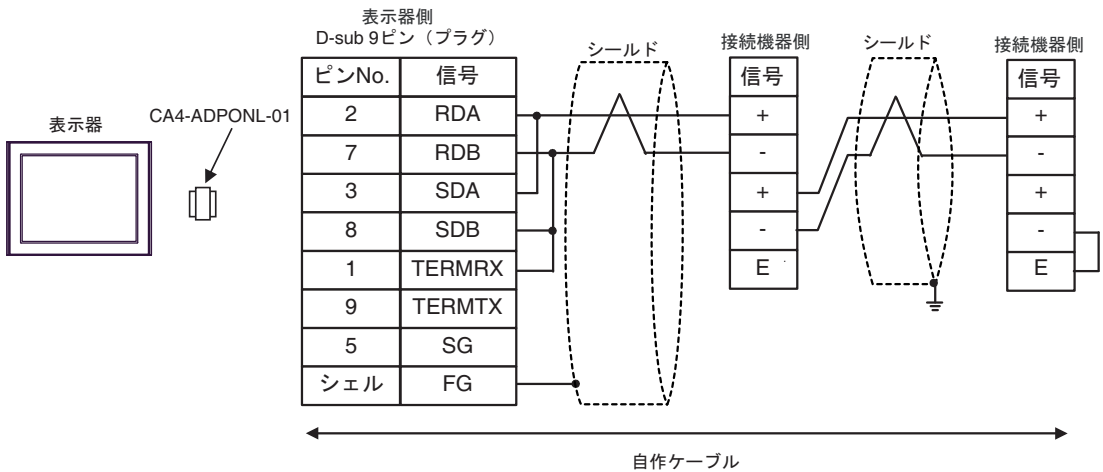 表示器側
D-sub 9ピン（プラグ）
シールド
接続機器側
シールド
接続機器側
ピンNo. 信号
2 RDA
7 RDB
3 SDA
8 SDB
1 TERMRX
9 TERMTX
5 SG
シェル FG
信号
+
-
+
-
E
信号
+
-
+
-
E
表示器
CA4-ADPONL-01
自作ケーブル